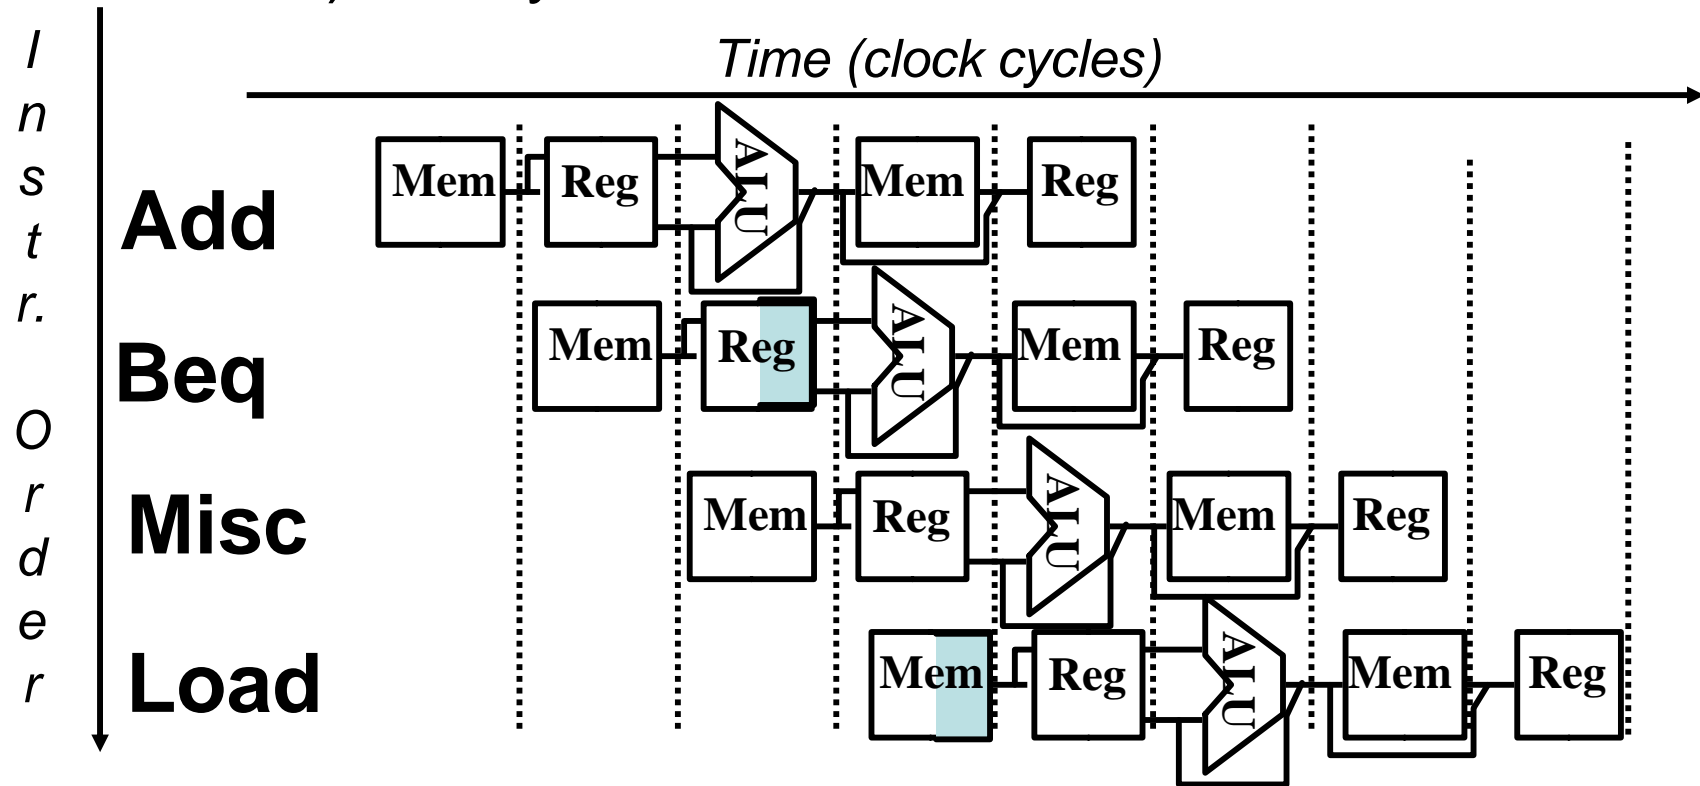 Instr. Order
Time (clock cycles)
Add
Mem Reg ALU Mem Reg
Beq
Mem Reg ALU Mem Reg
Misc
Mem Reg ALU Mem Reg
Load
Mem Reg ALU Mem Reg